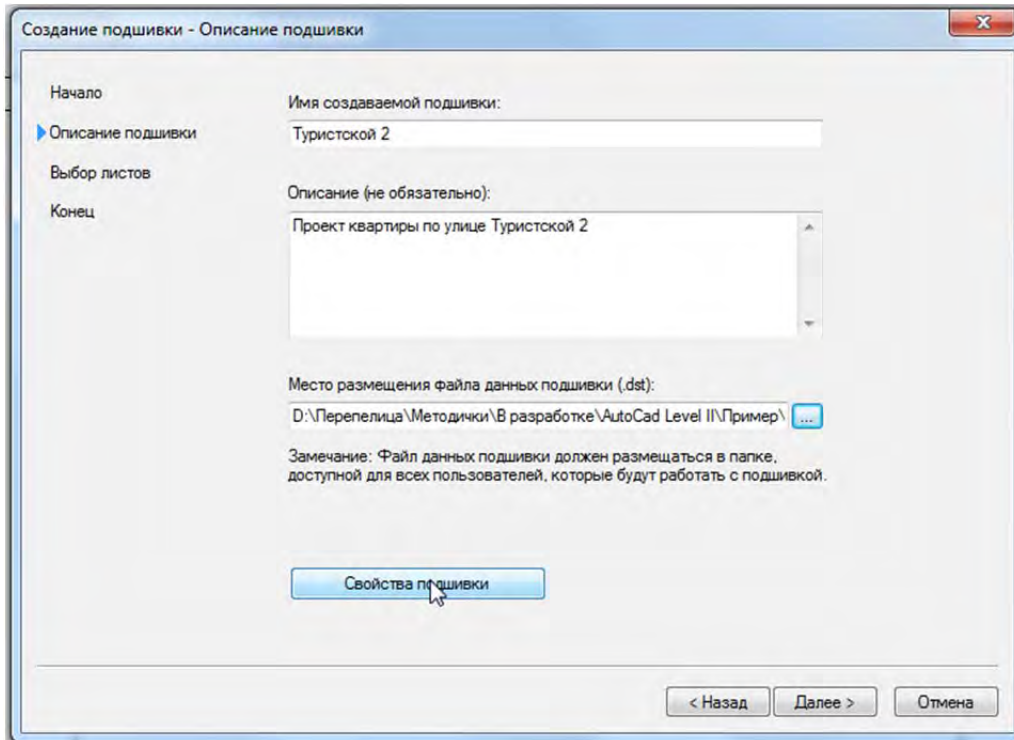 Создание подшивки - Описание подшивки
Начало
Описание подшивки
Выбор листов
Конец
Имя создаваемой подшивки:
Туристской 2
Описание (не обязательно):
Проект квартиры по улице Туристской 2
Место размещения файла данных подшивки (.dst):
D:\Перепелица\Методички\В разработке\AutoCad Level II\Пример\
...
Замечание: Файл данных подшивки должен размещаться в папке,
доступной для всех пользователей, которые будут работать с подшивкой.
Свойства подшивки
< Назад
Далее >
Отмена